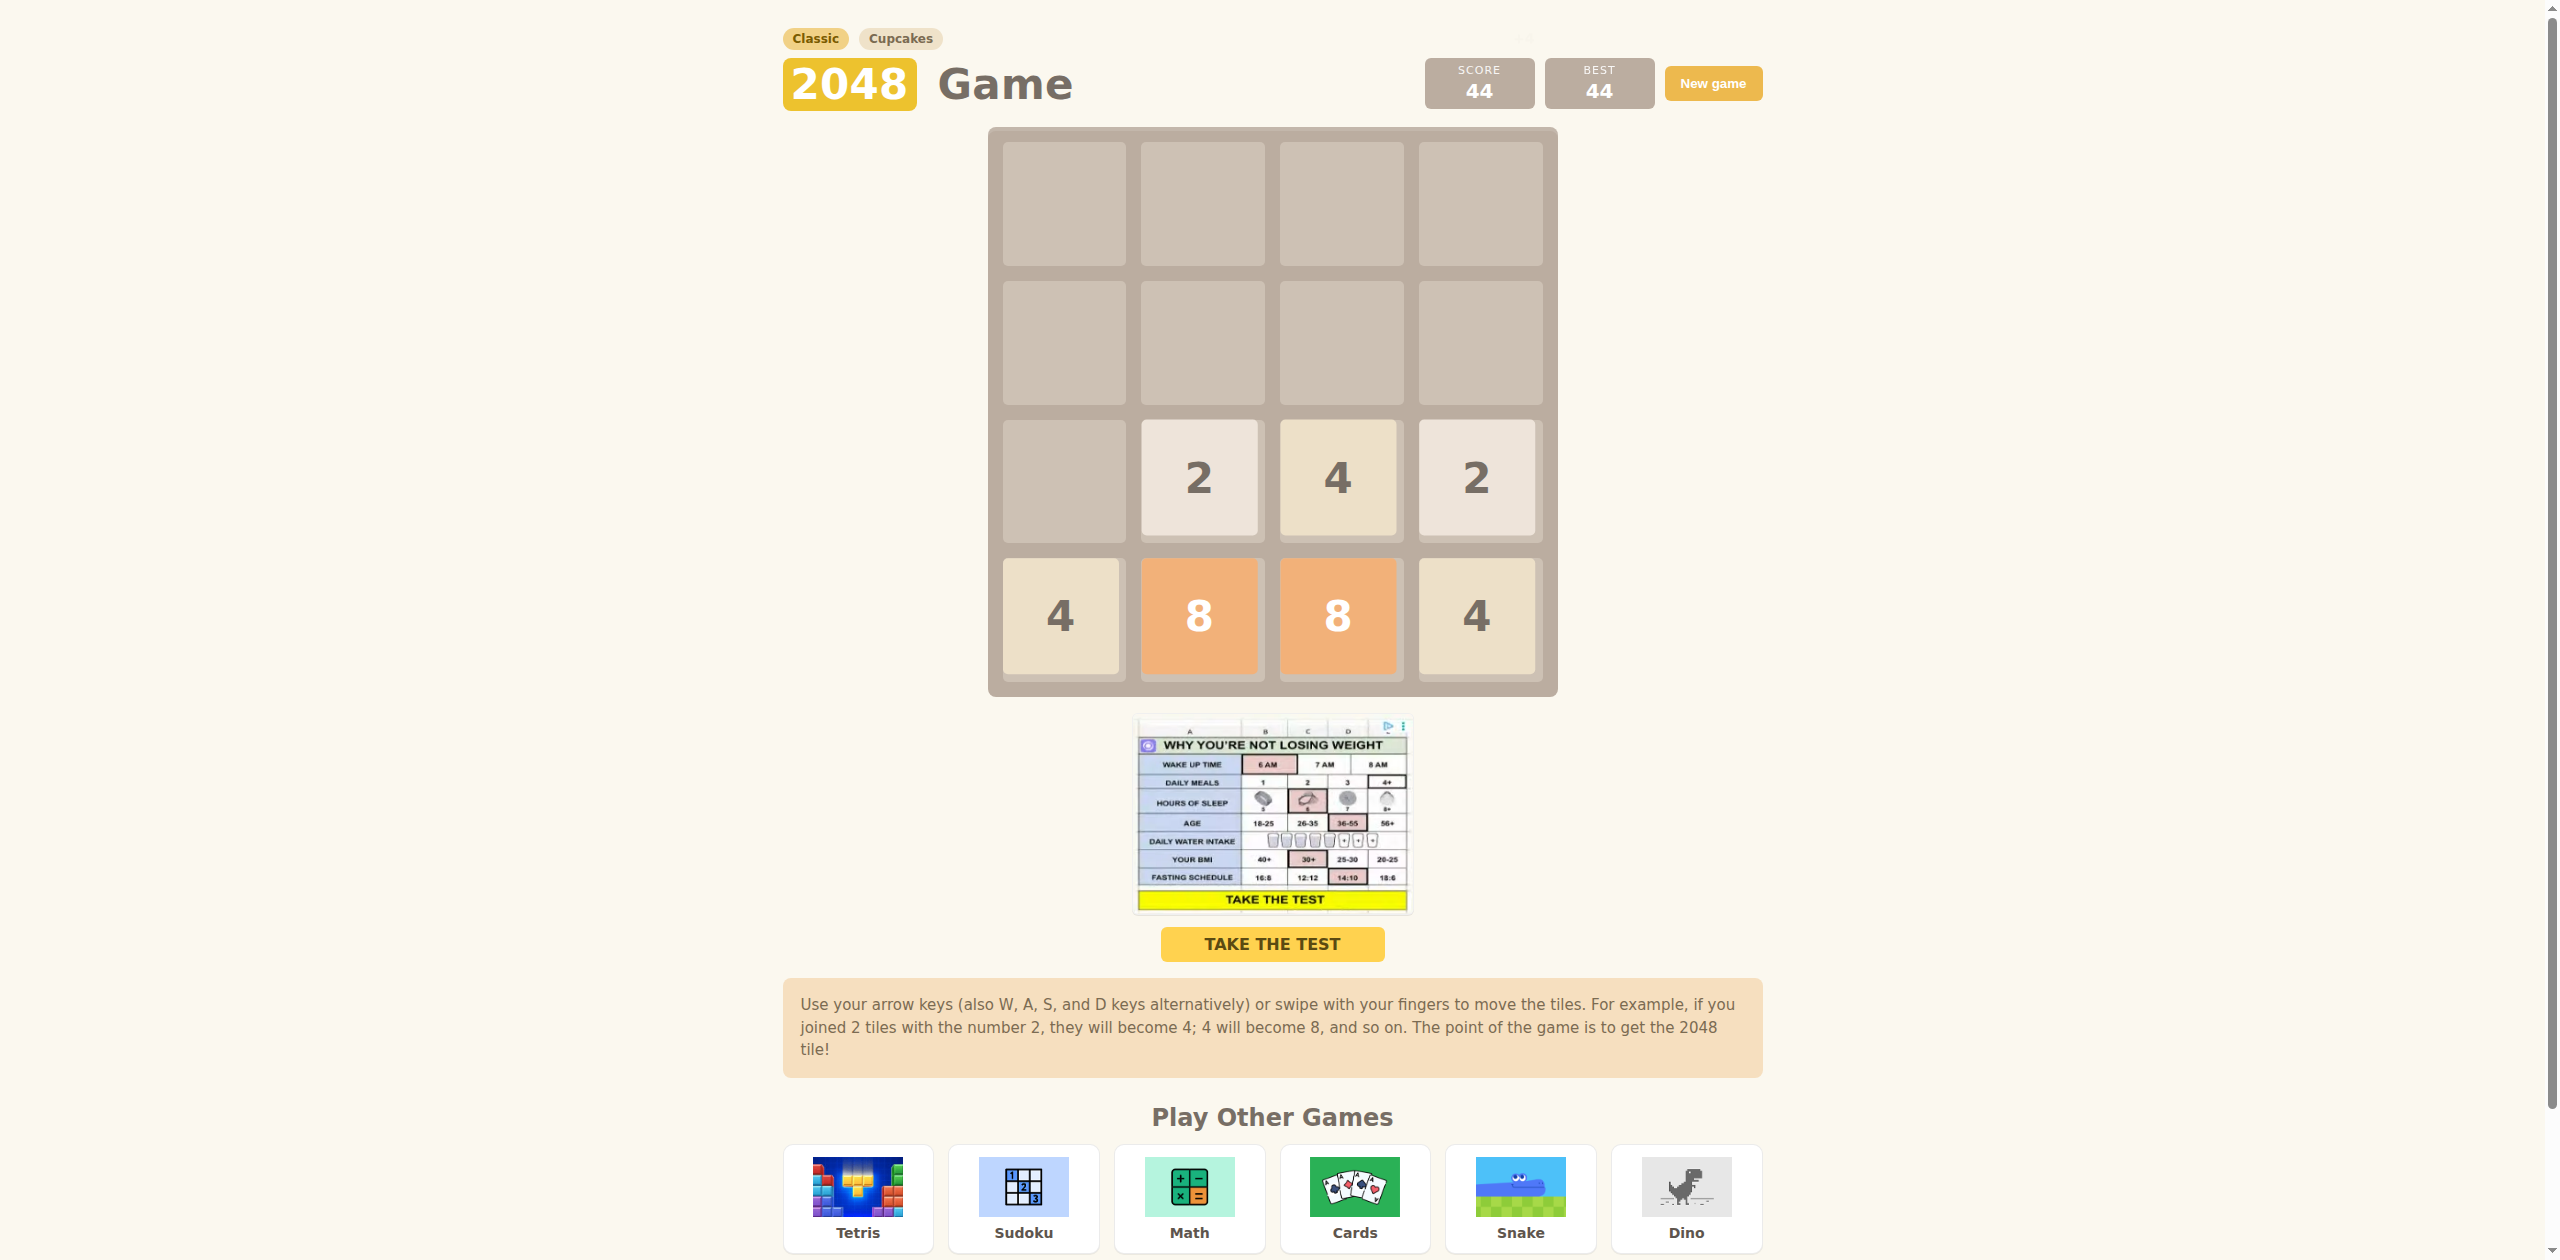 Classic Cupcakes
2048 Game
SCORE
44
BEST
44
New game
2 4 2
4 8 8 4
A B C D
WHY YOU'RE NOT LOSING WEIGHT
WAKE UP TIME 6 AM 7 AM 8 AM
DAILY MEALS 1 2 3 4+
HOURS OF SLEEP 5 6 7 8+
AGE 18-25 26-35 36-55 56+
DAILY WATER INTAKE
YOUR BMI 40+ 30+ 25-30 20-25
FASTING SCHEDULE 16:8 12:12 14:10 18:6
TAKE THE TEST
TAKE THE TEST
Use your arrow keys (also W, A, S, and D keys alternatively) or swipe with your fingers to move the tiles. For example, if you
joined 2 tiles with the number 2, they will become 4; 4 will become 8, and so on. The point of the game is to get the 2048
tile!
Play Other Games
1
2
3
Tetris Sudoku Math Cards Snake Dino